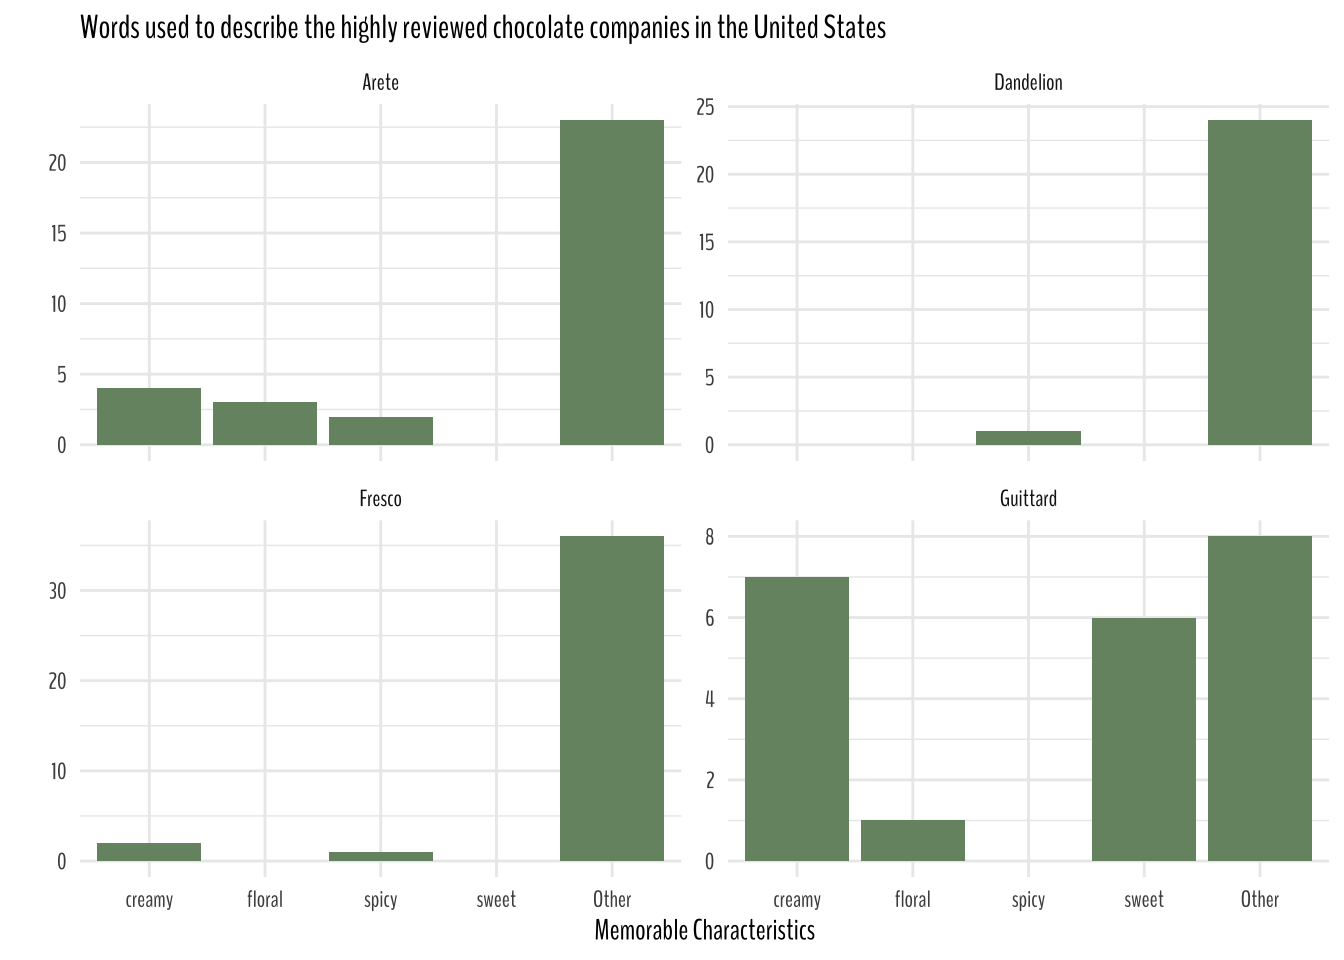 Words used to describe the highly reviewed chocolate companies in the United States
Arete
Dandelion
20
15
10
5
0
25
20
15
10
5
0
Fresco
Guittard
30
20
10
0
8
6
4
2
0
creamy floral spicy sweet Other
creamy floral spicy sweet Other
Memorable Characteristics